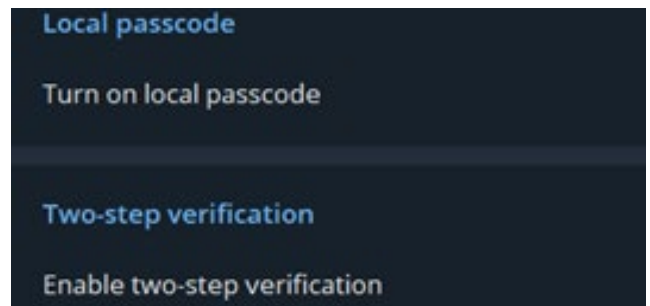 Local passcode
Turn on local passcode
Two-step verification
Enable two-step verification